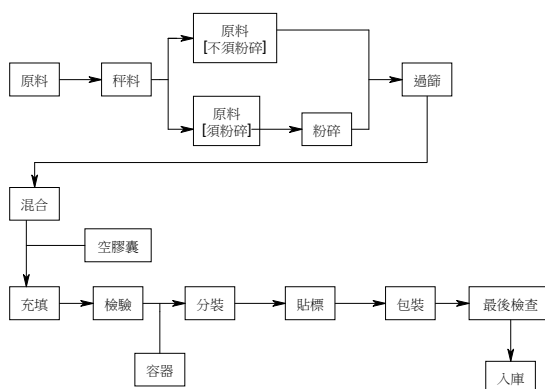 原料
[不須粉碎]
原料
秤料
過篩
原料
[須粉碎]
粉碎
混合
空膠囊
充填
檢驗
分裝
貼標
包裝
最後檢查
容器
入庫